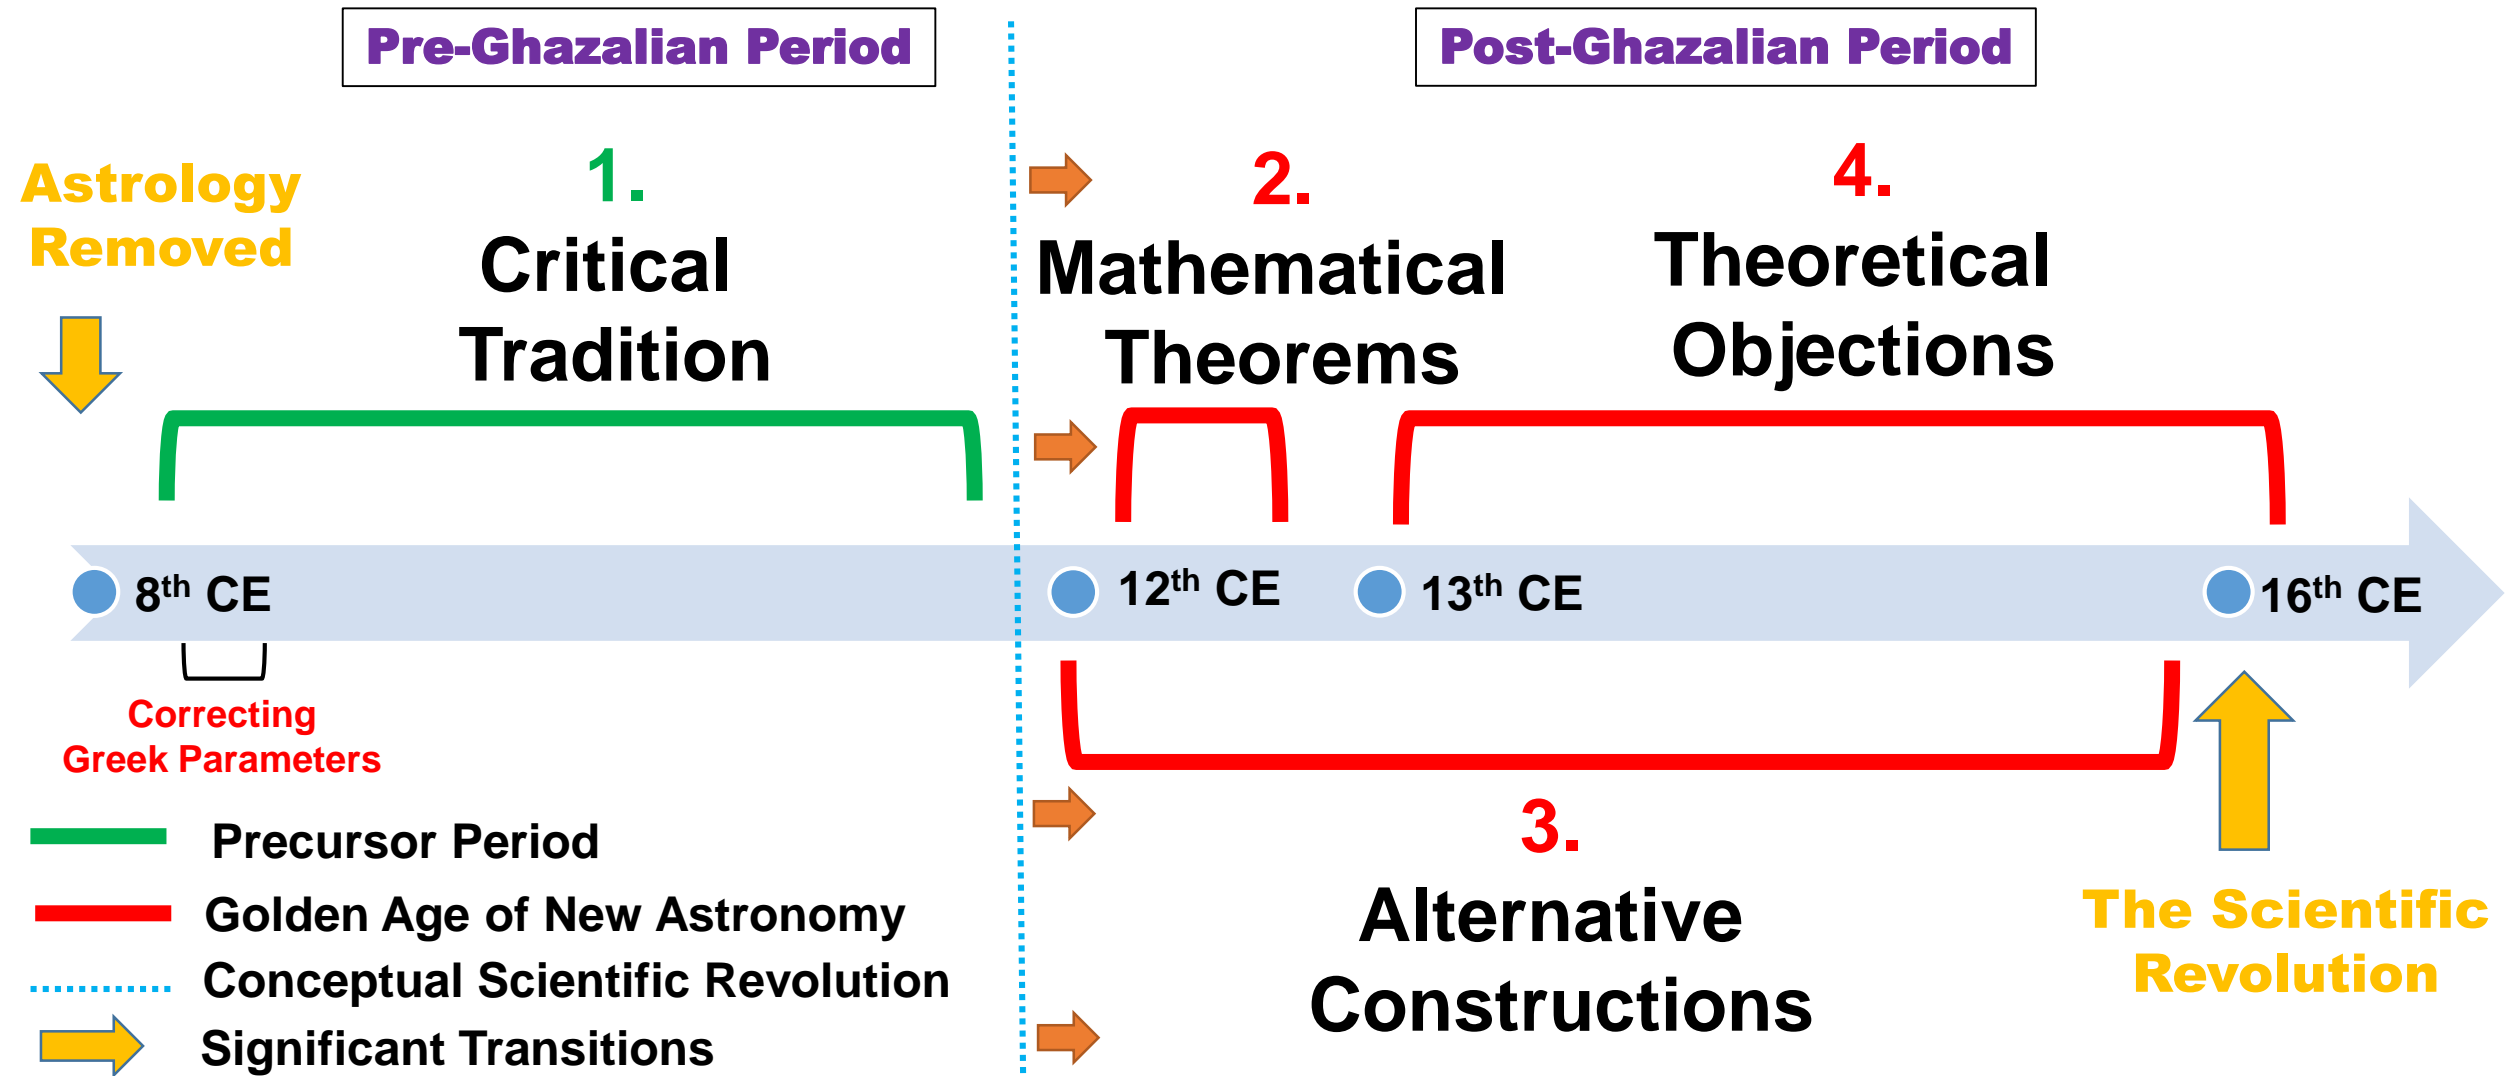 Pre-Ghazalian Period
Post-Ghazalian Period
Astrology
Removed
1.
Critical
Tradition
2.
Mathematical
Theorems
4.
Theoretical
Objections
8th CE
12th CE
13th CE
16th CE
Correcting
Greek Parameters
3.
Alternative
Constructions
The Scientific
Revolution
Precursor Period
Golden Age of New Astronomy
Conceptual Scientific Revolution
Significant Transitions